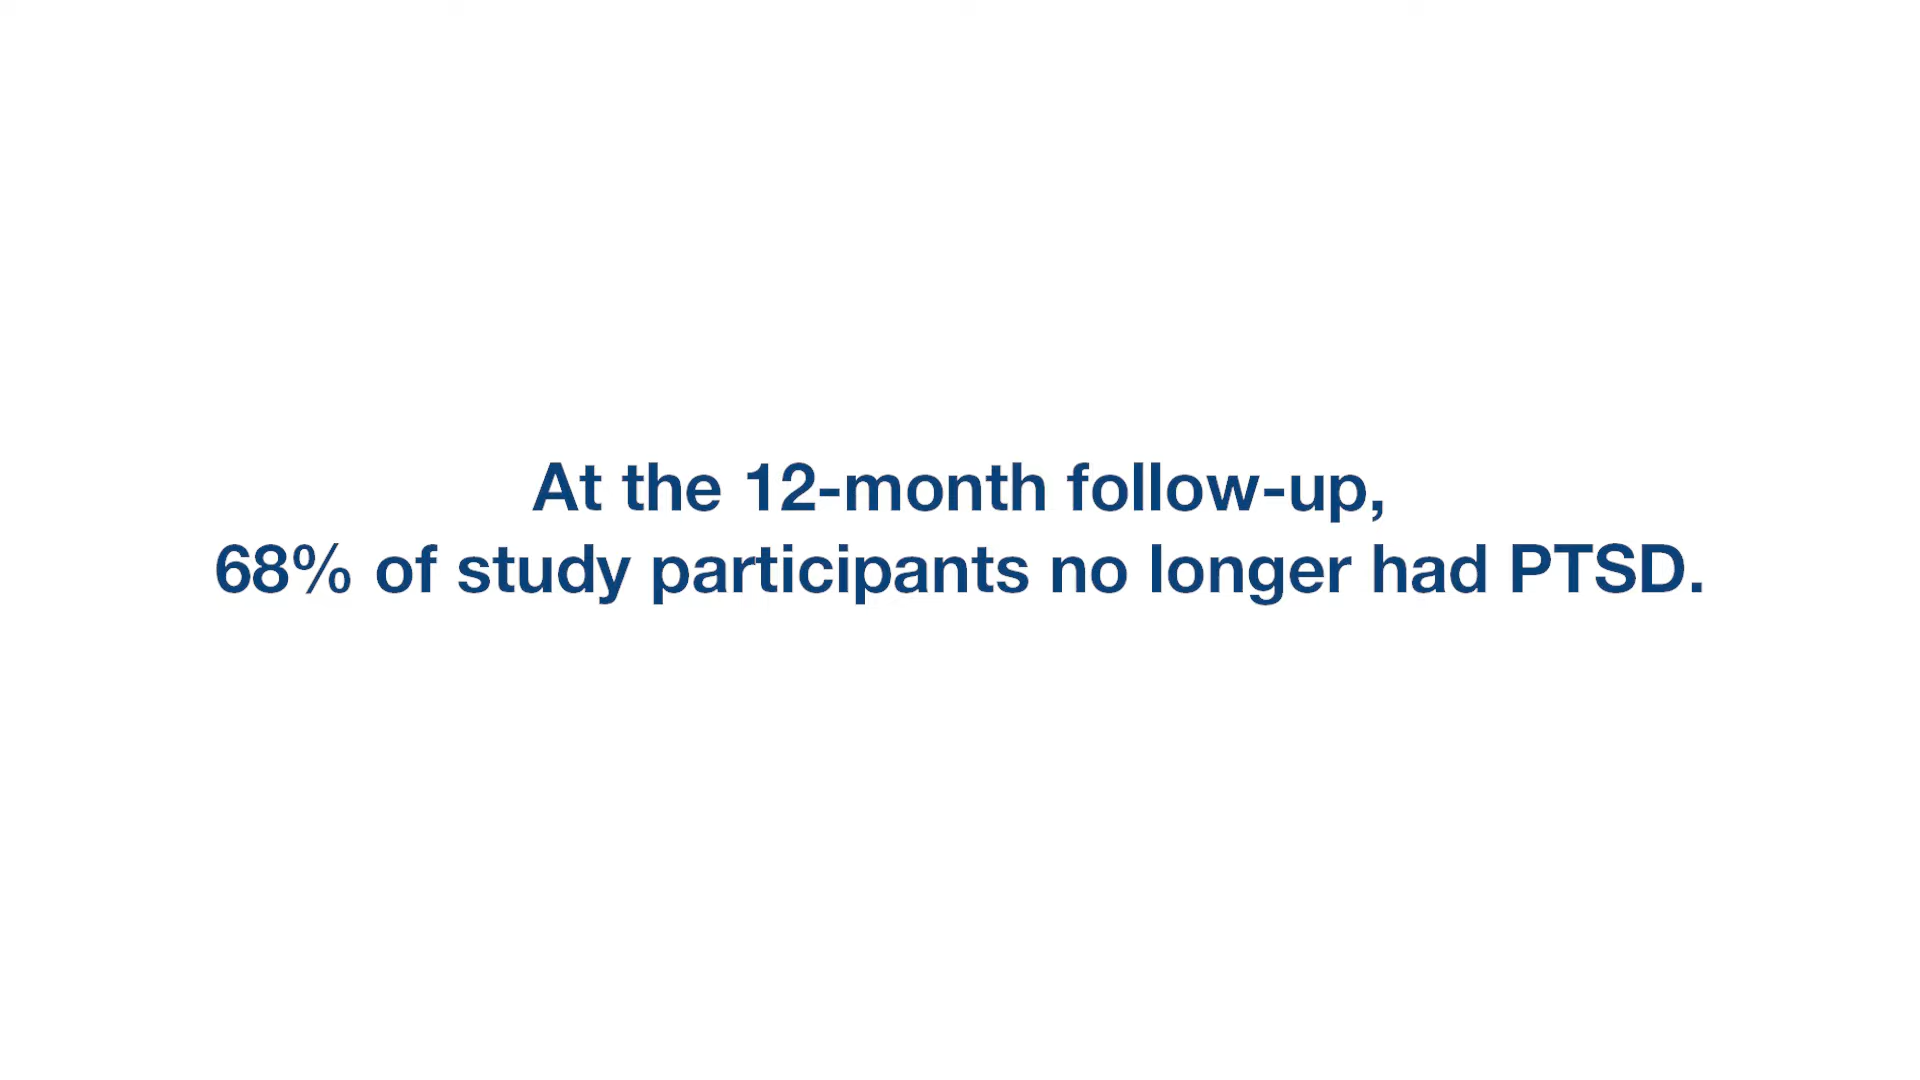 At the 12-month follow-up,
68% of study participants no longer had PTSD.